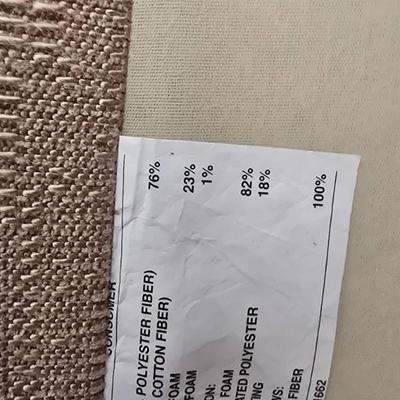 CONSUMER
POLYESTER FIBER) 76%
COTTON FIBER)
FOAM 23%
FOAM 1%
ON:
FOAM 82%
ATED POLYESTER 18%
ING
WS:
FIBER 100%
1662